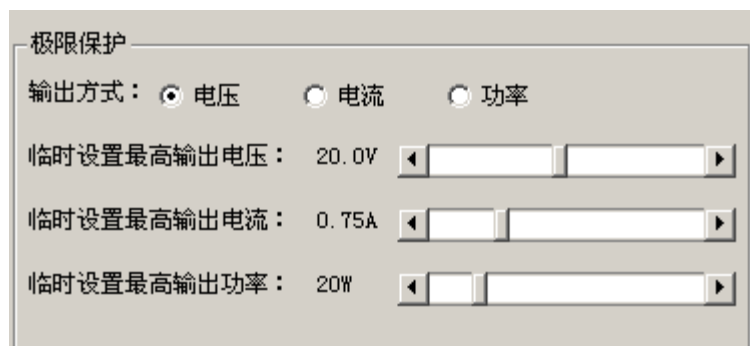 极限保护
输出方式： 电压 电流 功率
临时设置最高输出电压： 20.0V
临时设置最高输出电流： 0.75A
临时设置最高输出功率： 20W